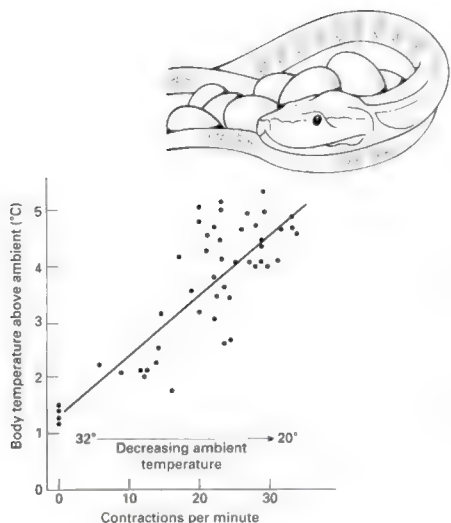 Body temperature above ambient (°C)
5
4
3
2
1
0
32° 20°
Decreasing ambient
temperature
0 10 20 30
Contractions per minute